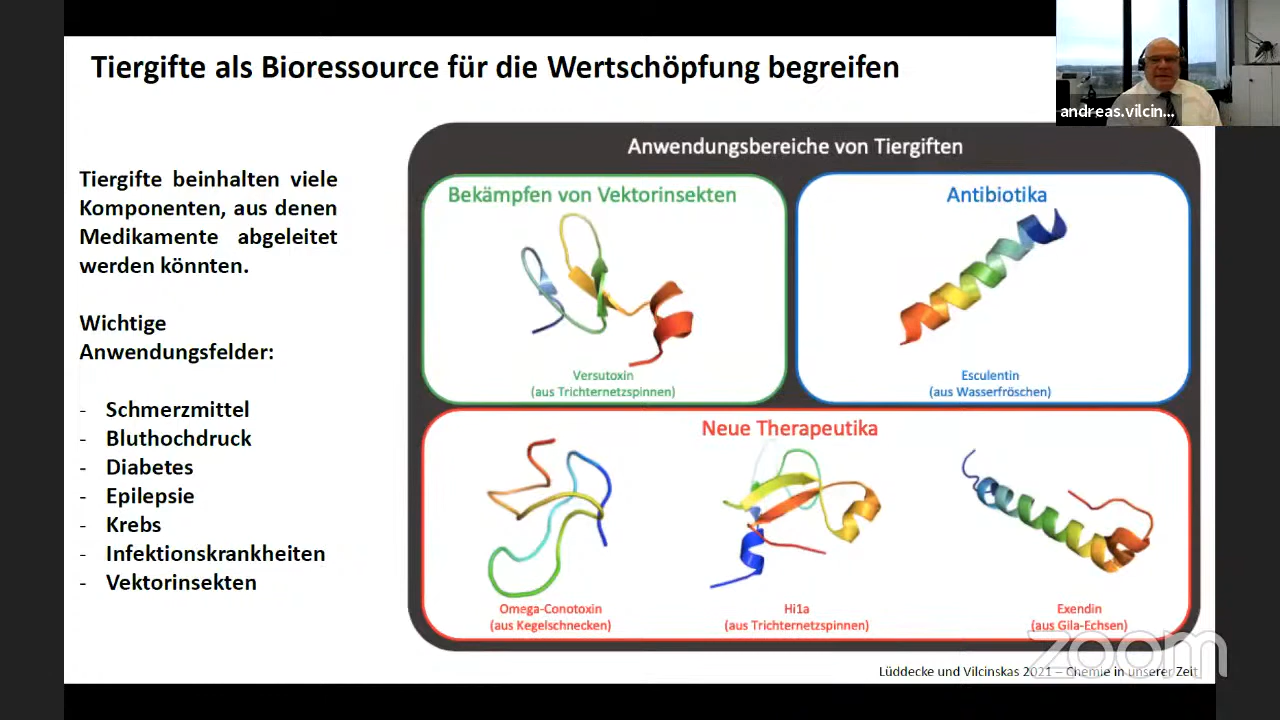 Tiergifte als Bioressource für die Wertschöpfung begreifen
andreas.vilcin...
Tiergifte beinhalten viele
Komponenten, aus denen
Medikamente abgeleitet
werden könnten.
Wichtige
Anwendungsfelder:
- Schmerzmittel
- Bluthochdruck
- Diabetes
- Epilepsie
- Krebs
- Infektionskrankheiten
- Vektorinsekten
Anwendungsbereiche von Tiergiften
Bekämpfen von Vektorinsekten
Versutoxin
(aus Trichternetzspinnen)
Antibiotika
Esculentin
(aus Wasserfröschen)
Neue Therapeutika
Omega-Conotoxin
(aus Kegelschnecken)
Hi1a
(aus Trichternetzspinnen)
Exendin
(aus Gila-Echsen)
zoom
Lüddecke und Vilcinskas 2021 – Chemie in unserer Zeit